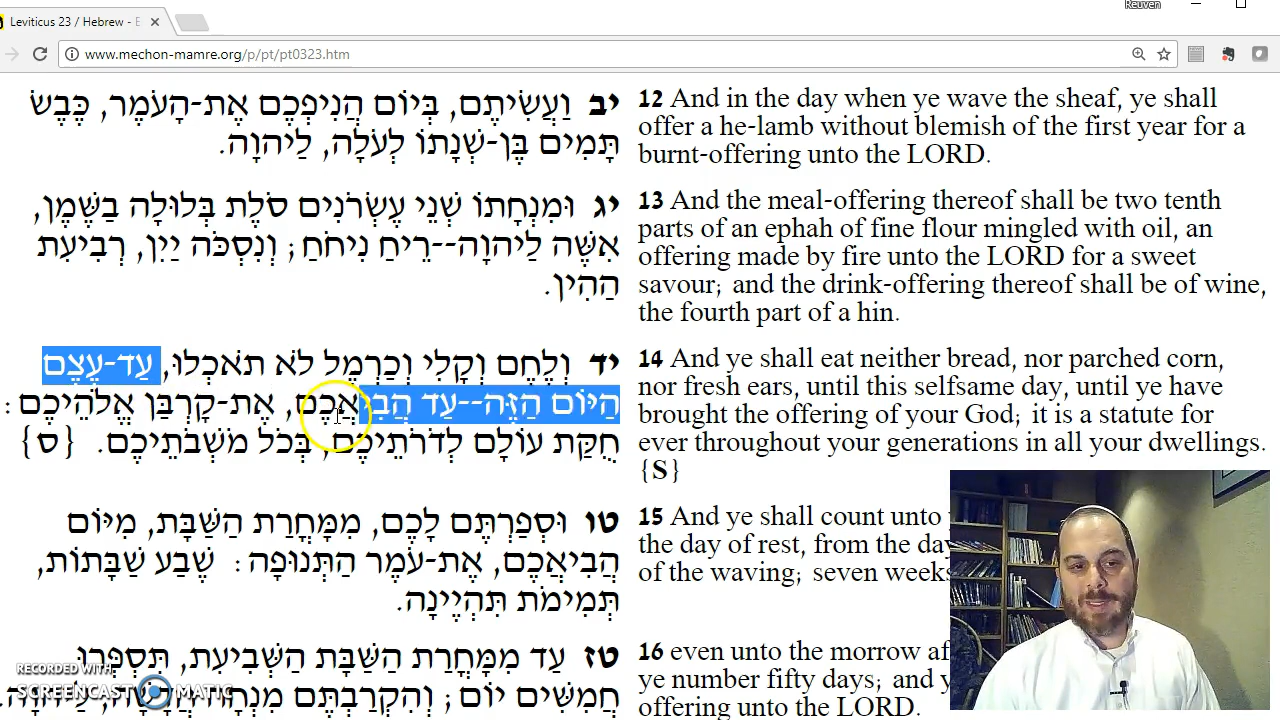 Reuven
Leviticus 23 / Hebrew - E
www.mechon-mamre.org/p/pt/pt0323.htm
יב וַעֲשִׂיתֶם, בְּיוֹם הֲנִיפְכֶם אֶת-הָעֹמֶר, כֶּבֶשׂ
תָּמִים בֶּן-שְׁנָתוֹ לְעֹלָה, לַיהוָה.
12 And in the day when ye wave the sheaf, ye shall
offer a he-lamb without blemish of the first year for a
burnt-offering unto the LORD.
יג וּמִנְחָתוֹ שְׁנֵי עֶשְׂרֹנִים סֹלֶת בְּלוּלָה בַשֶּׁמֶן,
אִשֶּׁה לַיהוָה--רֵיחַ נִיחֹחַ; וְנִסְכֹּה יַיִן, רְבִיעִת
הַהִין.
13 And the meal-offering thereof shall be two tenth
parts of an ephah of fine flour mingled with oil, an
offering made by fire unto the LORD for a sweet
savour; and the drink-offering thereof shall be of wine,
the fourth part of a hin.
יד וְלֶחֶם וְקָלִי וְכַרְמֶל לֹא תֹאכְלוּ, עַד-עֶצֶם
הַיּוֹם הַזֶּה--עַד הֲבִיאֲכֶם, אֶת-קָרְבַּן אֱלֹהֵיכֶם:
חֻקַּת עוֹלָם לְדֹרֹתֵיכֶם, בְּכֹל מֹשְׁבֹתֵיכֶם. {ס}
14 And ye shall eat neither bread, nor parched corn,
nor fresh ears, until this selfsame day, until ye have
brought the offering of your God; it is a statute for
ever throughout your generations in all your dwellings.
{S}
טו וּסְפַרְתֶּם לָכֶם, מִמָּחֳרַת הַשַּׁבָּת, מִיּוֹם
הֲבִיאֲכֶם, אֶת-עֹמֶר הַתְּנוּפָה: שֶׁבַע שַׁבָּתוֹת,
תְּמִימֹת תִּהְיֶינָה.
15 And ye shall count unto
the day of rest, from the day
of the waving; seven weeks
טז עַד מִמָּחֳרַת הַשַּׁבָּת הַשְּׁבִיעִת, תִּסְפְּרוּ
חֲמִשִּׁים יוֹם; וְהִקְרַבְתֶּם מִנְחָה חֲדָשָׁה, לַיהוָה.
16 even unto the morrow af
ye number fifty days; and y
offering unto the LORD.
RECORDED WITH
SCREENCAST MATIC